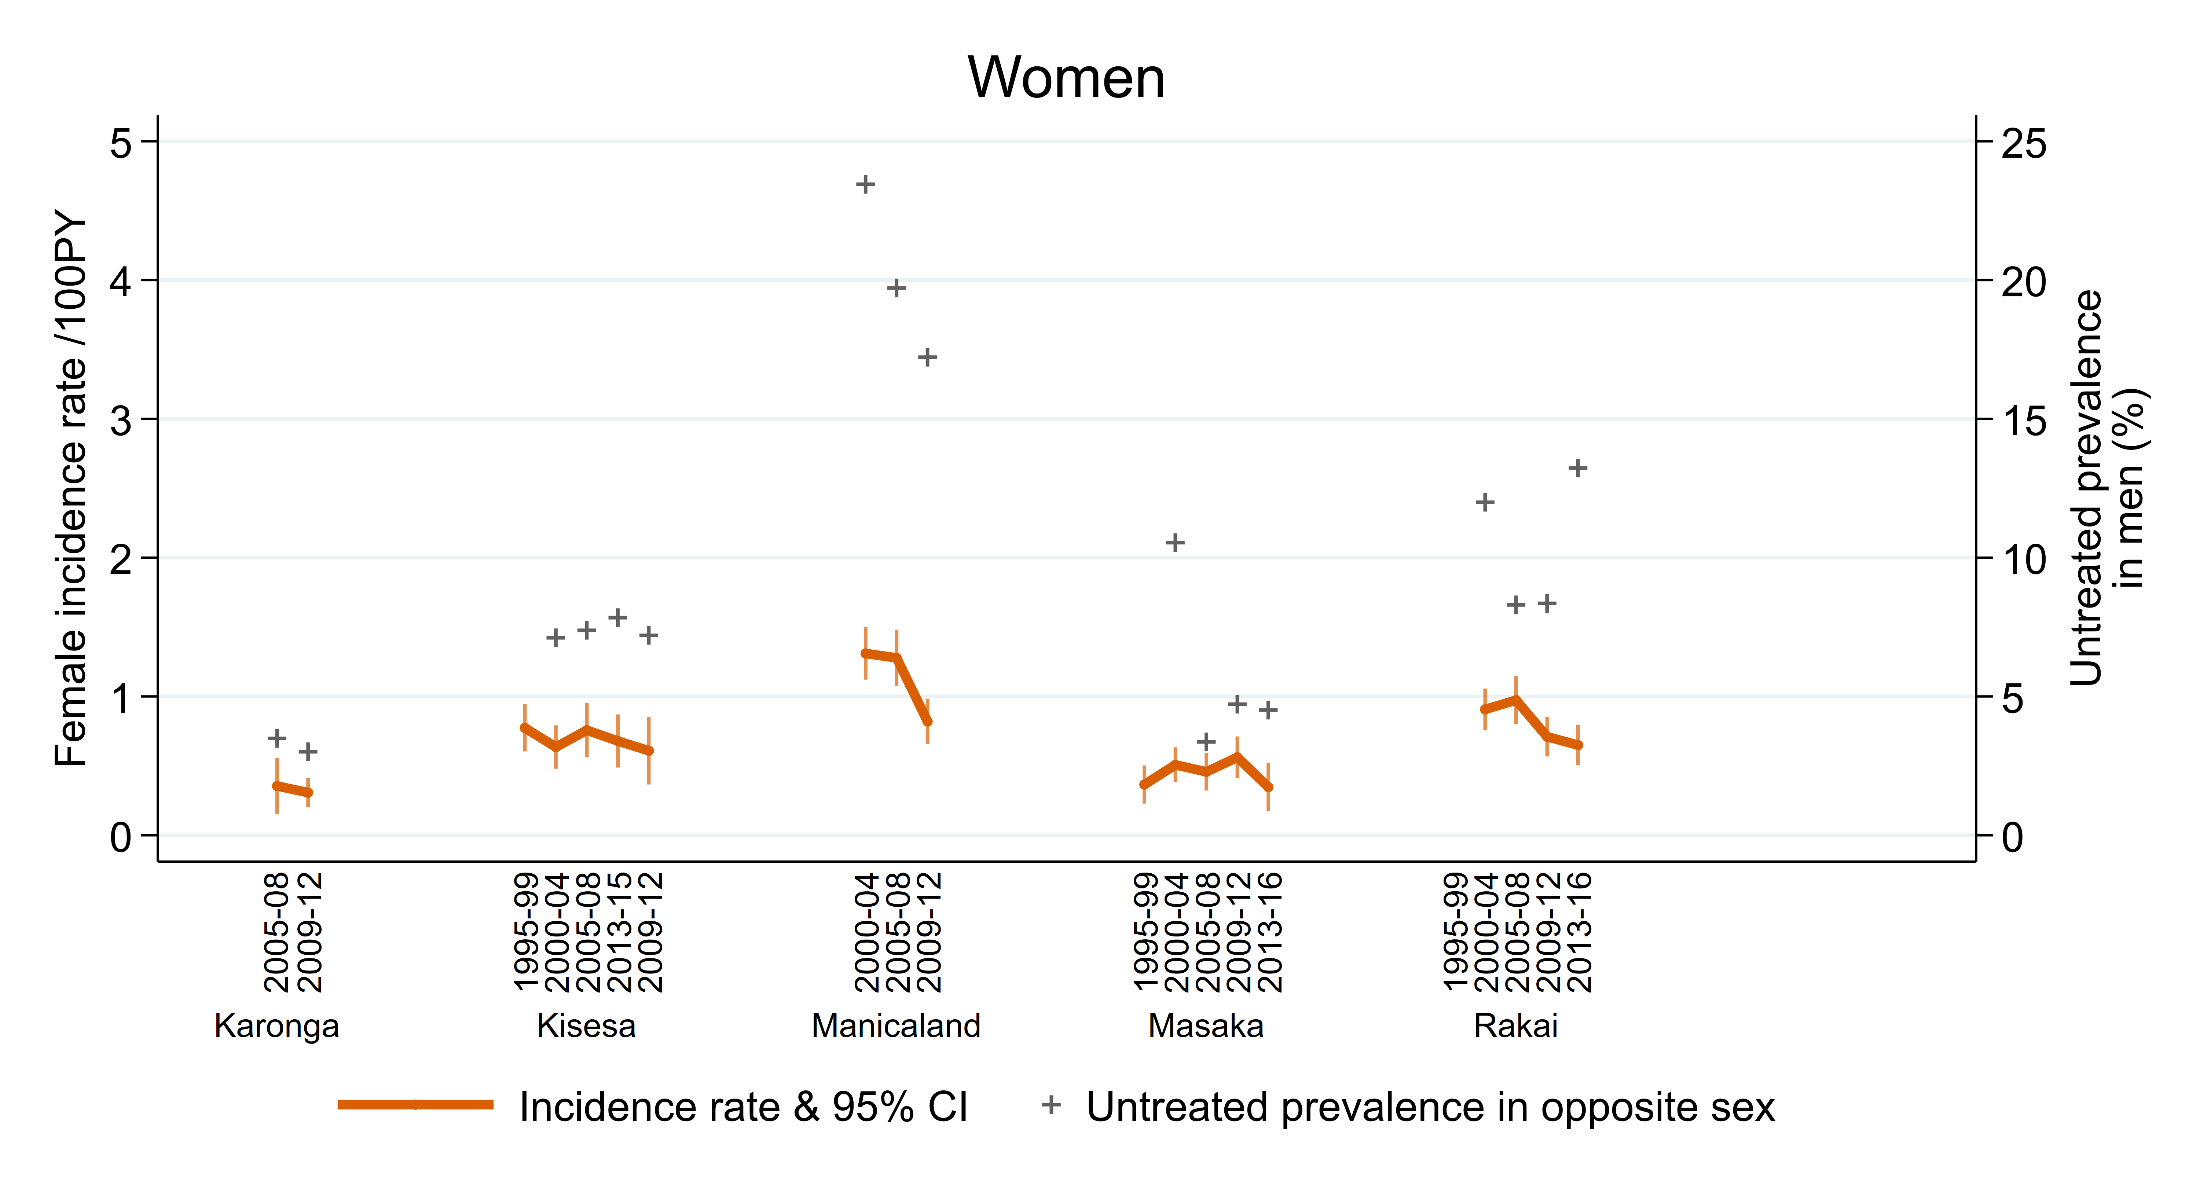 Women
Female incidence rate /100PY
5
4
3
2
1
0
25
20
15
10
5
0
Untreated prevalence
in men (%)
2005-08
2009-12
1995-99
2000-04
2005-08
2013-15
2009-12
2000-04
2005-08
2009-12
1995-99
2000-04
2005-08
2009-12
2013-16
1995-99
2000-04
2005-08
2009-12
2013-16
Karonga
Kisesa
Manicaland
Masaka
Rakai
Incidence rate & 95% CI
Untreated prevalence in opposite sex